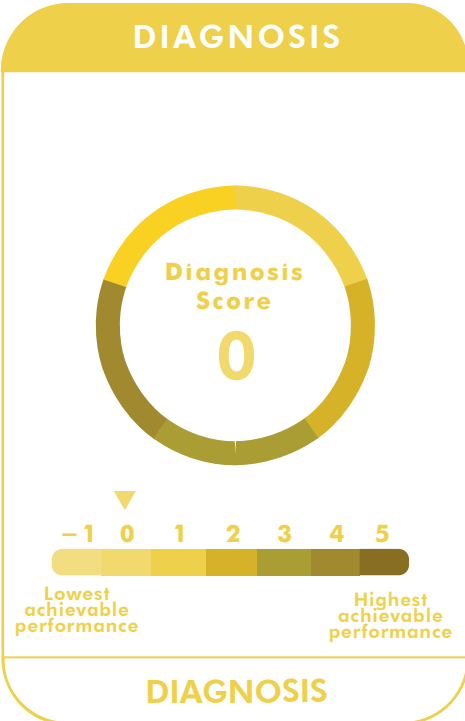 DIAGNOSIS
Diagnosis
Score
0
–1 0 1 2 3 4 5
Lowest
achievable
performance
Highest
achievable
performance
DIAGNOSIS